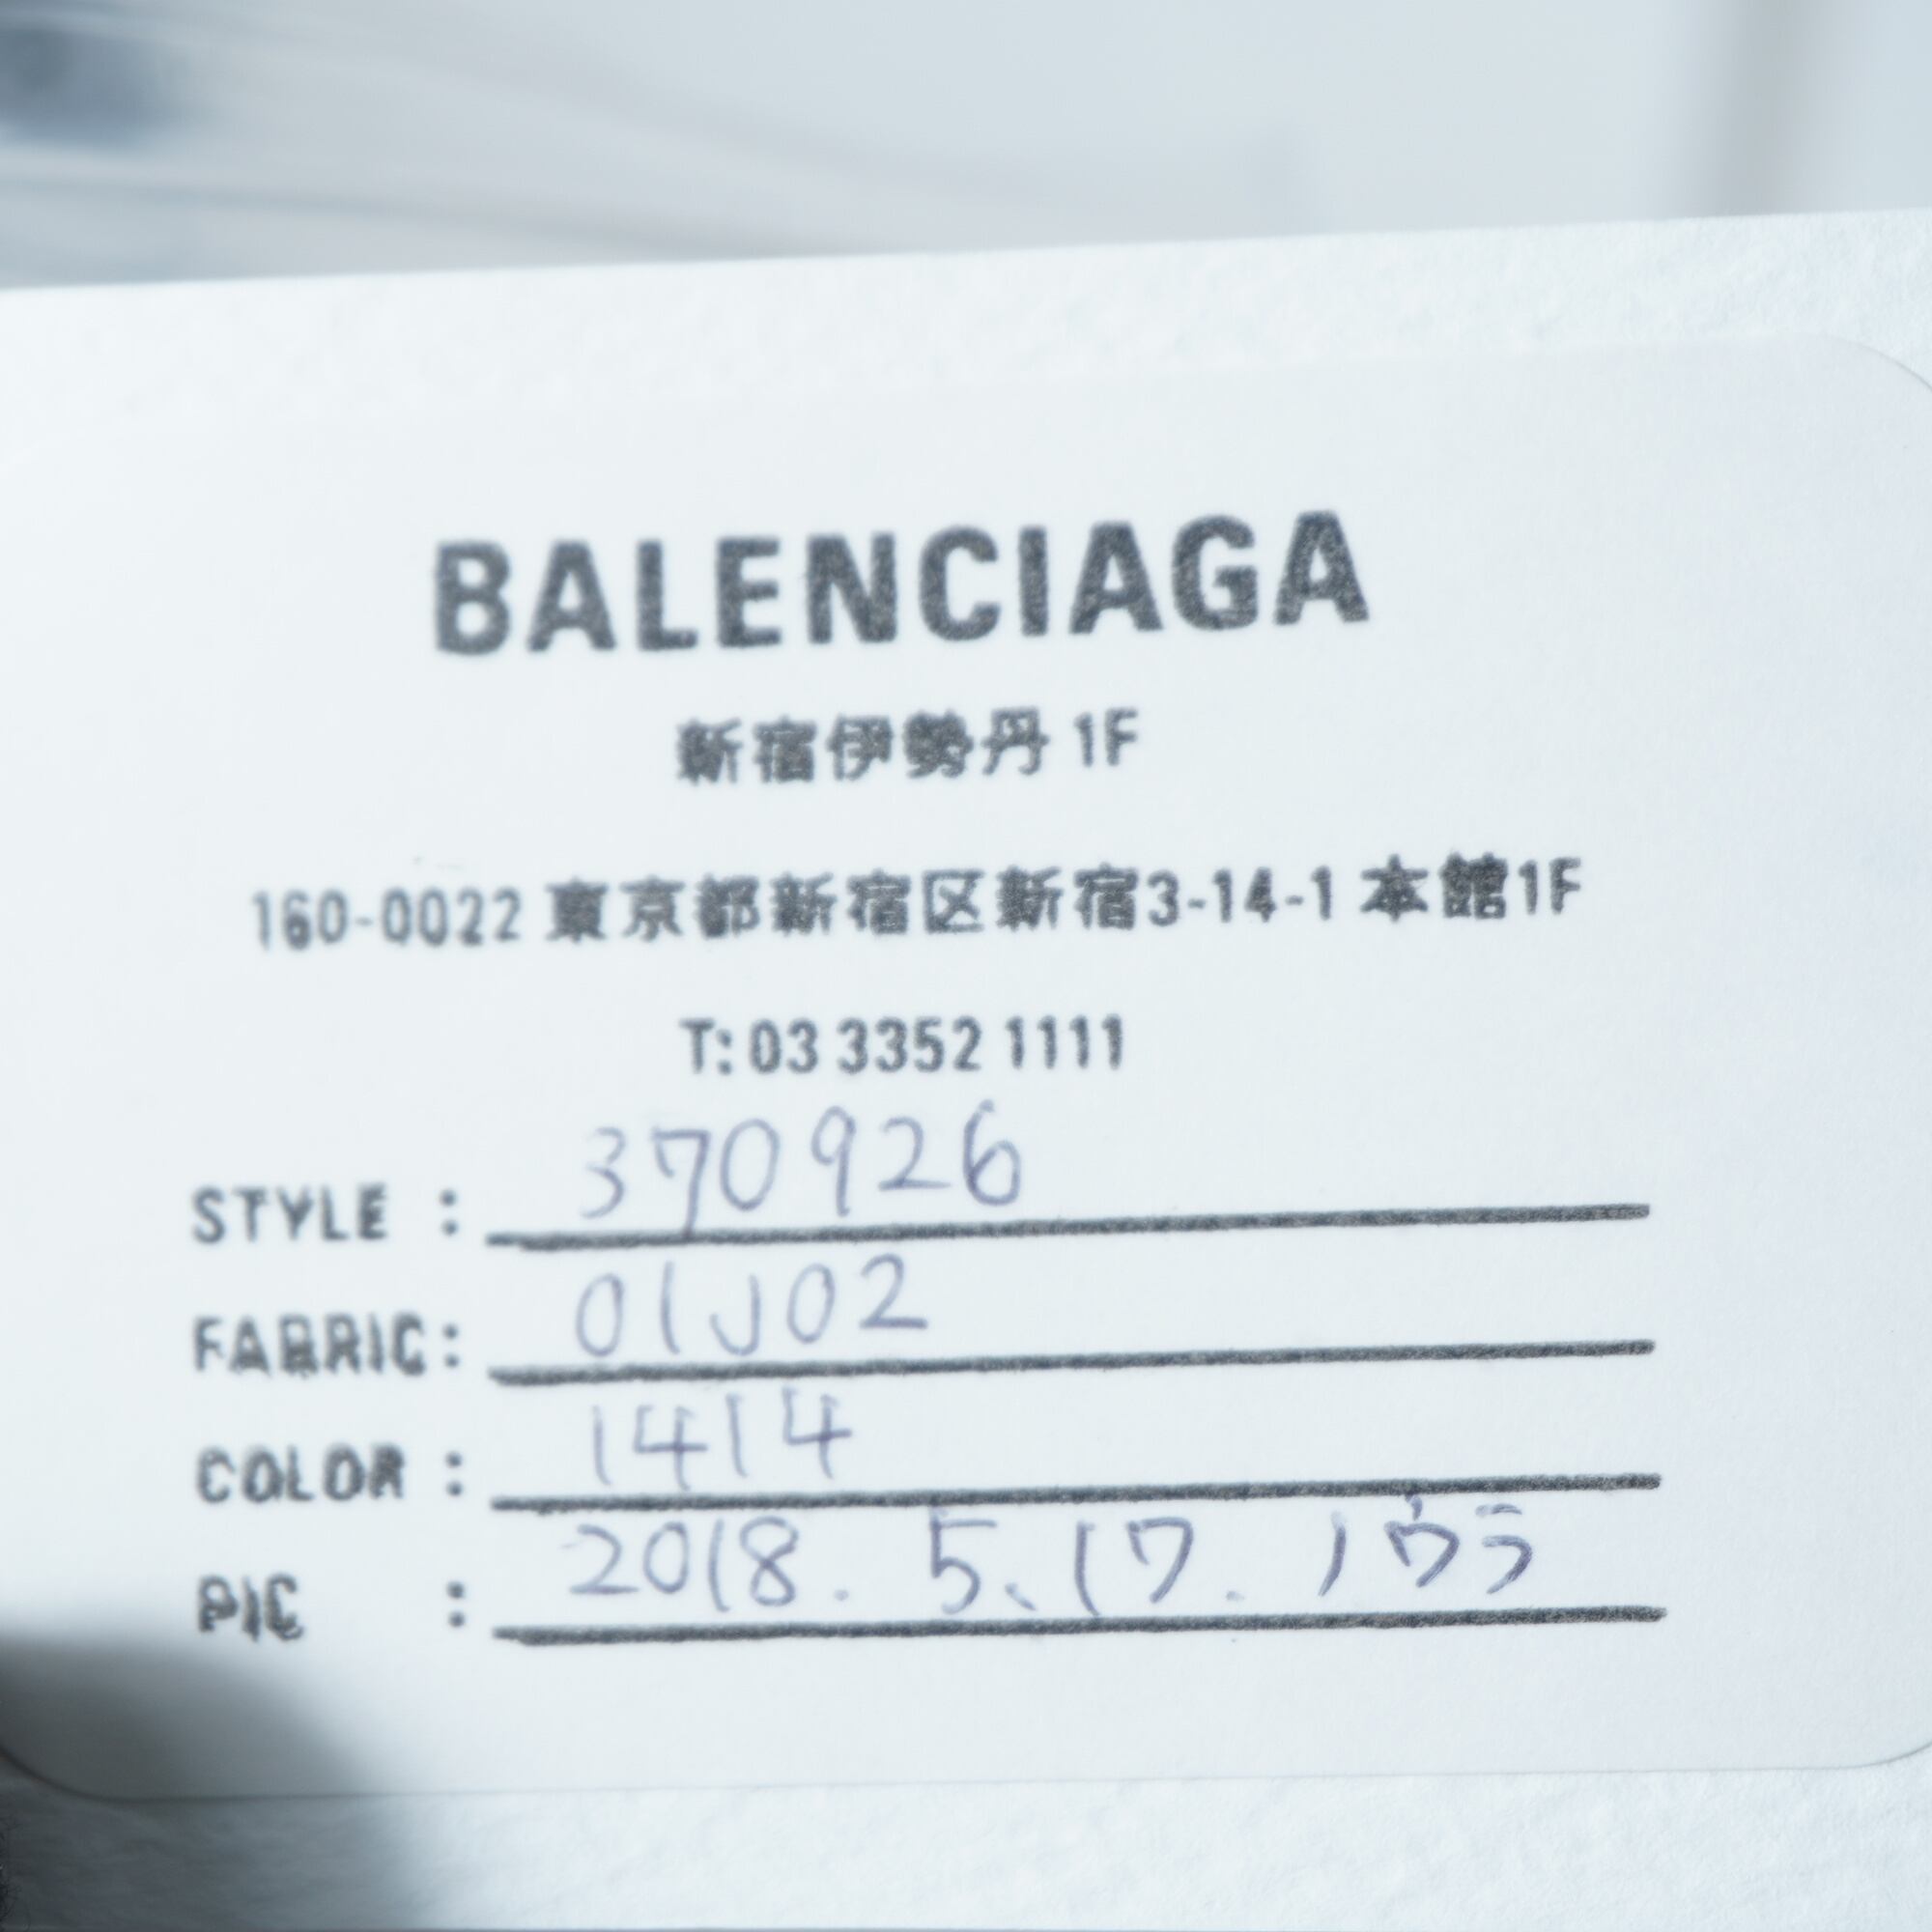 BALENCIAGA
新宿伊勢丹 1F
160-0022 東京都新宿区新宿3-14-1 本館1F
T: 03 3352 1111
STYLE : 370926
FABRIC : 01J02
COLOR : 1414
PIC : 2018. 5、17.